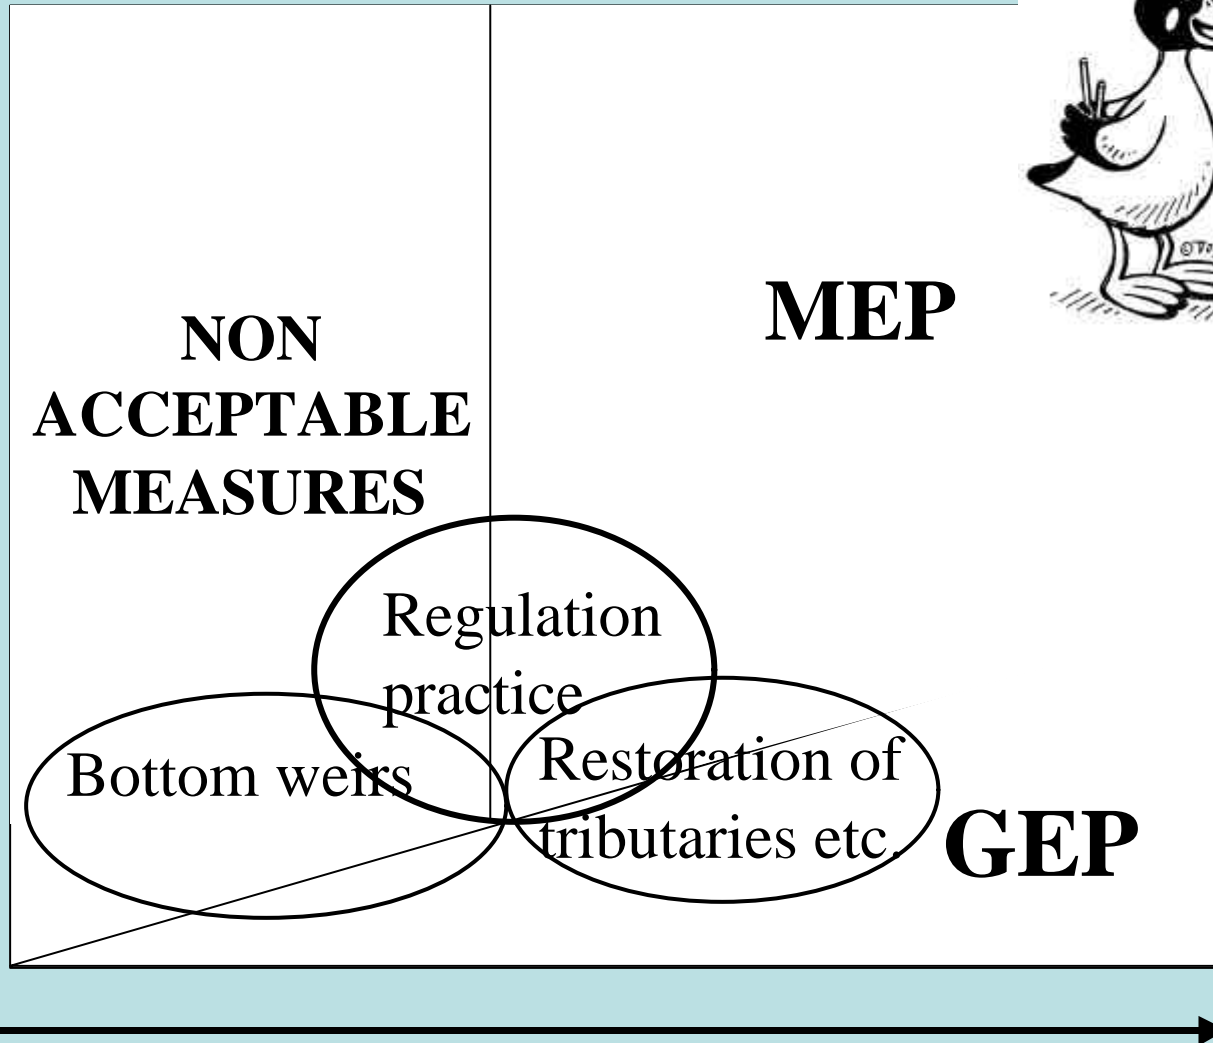 MEP
NON
ACCEPTABLE
MEASURES
Regulation
practice
Bottom weirs
Restoration of
tributaries etc.
GEP